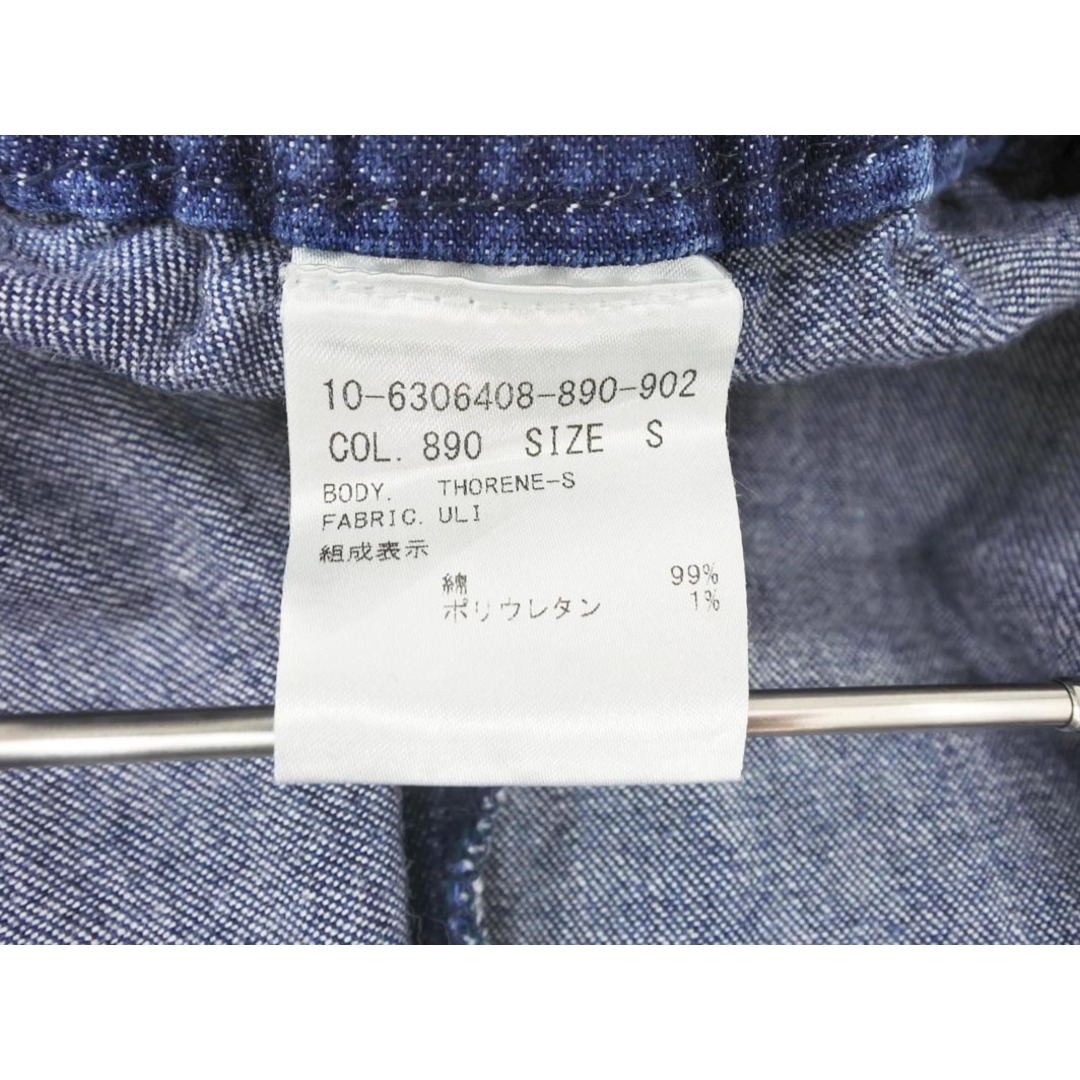 10-6306408-890-902
COL. 890 SIZE S
BODY. THORENE-S
FABRIC. ULI
組成表示
綿 99%
ポリウレタン 1%